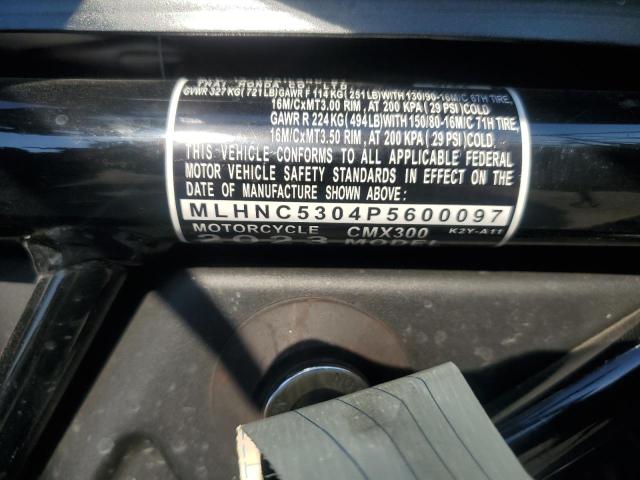 GVWR 327 KG ( 721 LB) GAWR F 114 KG ( 251 LB) WITH 130/90-16M/C 67H TIRE,
16M/CxMT3.00 RIM , AT 200 KPA ( 29 PSI) COLD
GAWR R 224 KG ( 494 LB) WITH 150/80-16M/C 71H TIRE,
16M/CxMT3.50 RIM , AT 200 KPA ( 29 PSI) COLD.
THIS VEHICLE CONFORMS TO ALL APPLICABLE FEDERAL
MOTOR VEHICLE SAFETY STANDARDS IN EFFECT ON THE
DATE OF MANUFACTURE SHOWN ABOVE:
MLHNC5304P5600097
MOTORCYCLE CMX300 K2Y-A11
2023 MODEL